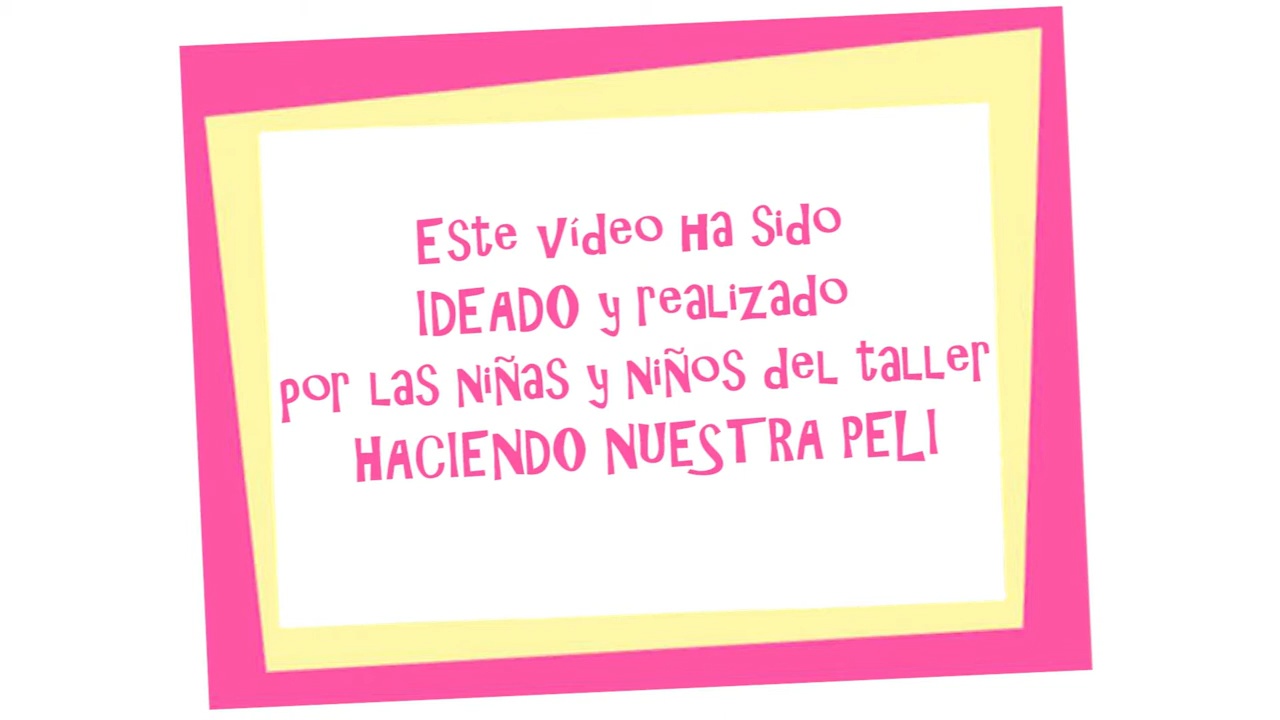 Este vídeo Ha sido
IDEADO y realizado
por las niñas y niños del taller
HACIENDO NUESTRA PELI